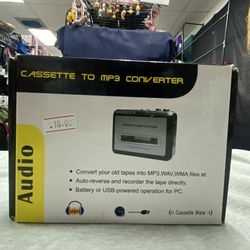 CASSETTE TO MP3 CONVERTER
Audio
• Convert your old tapes into MP3,WAV,WMA files et.
• Auto-reverse and recorder the tape directly.
• Battery or USB-powered operation for PC.
Cassette Mate